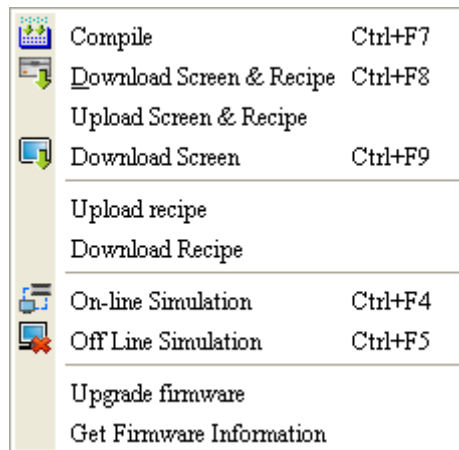 Compile Ctrl+F7
Download Screen & Recipe Ctrl+F8
Upload Screen & Recipe
Download Screen Ctrl+F9
Upload recipe
Download Recipe
On-line Simulation Ctrl+F4
Off Line Simulation Ctrl+F5
Upgrade firmware
Get Firmware Information